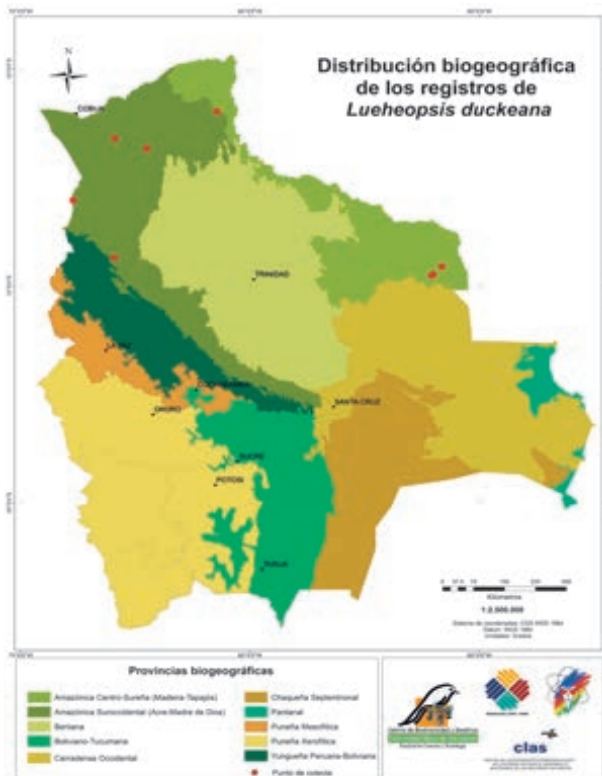 Distribución biogeográfica
de los registros de
Lueheopsis duckeana
N
COBIJA
TRINIDAD
LA PAZ
COCHABAMBA
ORURO
SANTA CRUZ
SUCRE
POTOSI
TARIJA
Kilómetros
1:2.500.000
Provincias biogeográficas
Amazónica Centro-Sureña (Madeira-Tapajós)
Amazónica Suroccidental (Acre-Madre de Dios)
Beniana
Boliviano-Tucumana
Cerradense Occidental
Chaqueña Septentrional
Pantanal
Puneña Mesofítica
Puneña Xerofítica
Yungueña Peruano-Boliviana
Punto de colecta
clas